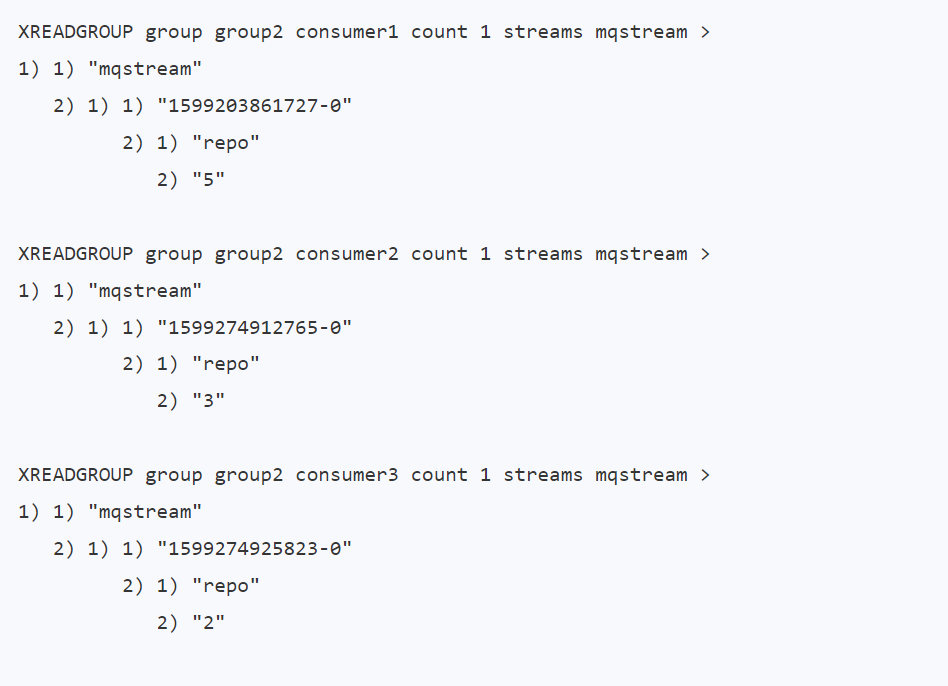 XREADGROUP group group2 consumer1 count 1 streams mqstream >
1) 1) "mqstream"
2) 1) 1) "1599203861727-0"
2) 1) "repo"
2) "5"
XREADGROUP group group2 consumer2 count 1 streams mqstream >
1) 1) "mqstream"
2) 1) 1) "1599274912765-0"
2) 1) "repo"
2) "3"
XREADGROUP group group2 consumer3 count 1 streams mqstream >
1) 1) "mqstream"
2) 1) 1) "1599274925823-0"
2) 1) "repo"
2) "2"